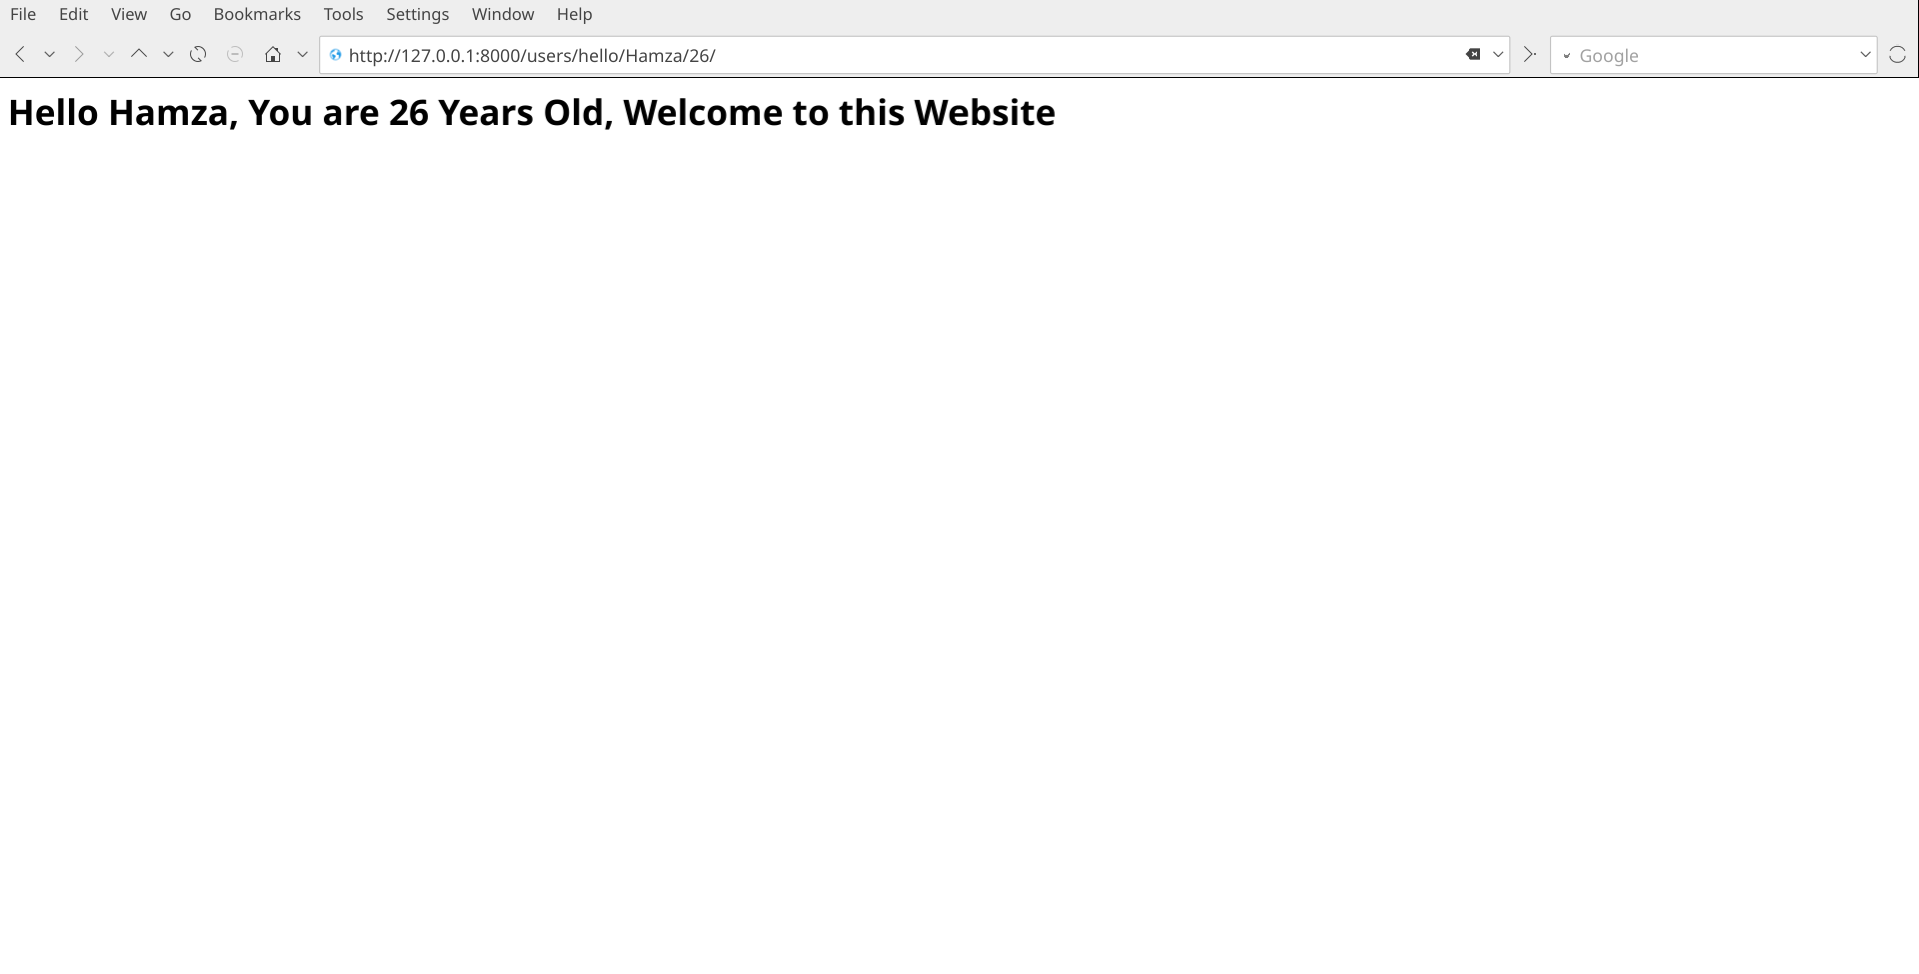 File Edit View Go Bookmarks Tools Settings Window Help
http://127.0.0.1:8000/users/hello/Hamza/26/ Google
Hello Hamza, You are 26 Years Old, Welcome to this Website